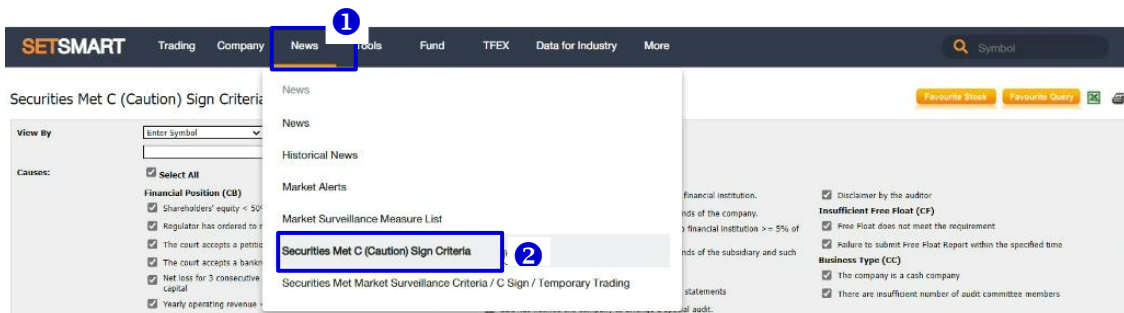 1
SETSMART Trading Company News Tools Fund TFEX Data for Industry More Symbol
Securities Met C (Caution) Sign Criteria
Favourite Stock Favourite Query
View By Enter Symbol
Causes: Select All
Financial Position (CB)
Shareholders' equity < 50%
Regulator has ordered to
The court accepts a
The court accepts a
Net loss for 3 consecutive
capital
Yearly operating revenue
News
News
Historical News
Market Alerts
Market Surveillance Measure List
Securities Met C (Caution) Sign Criteria 2
Securities Met Market Surveillance Criteria / C Sign / Temporary Trading
financial institution.
of the company.
financial institution >= 5% of
of the subsidiary and such
statements
audit.
Disclaimer by the auditor
Insufficient Free Float (CF)
Free Float does not meet the requirement
Failure to submit Free Float Report within the specified time
Business Type (CC)
The company is a cash company
There are insufficient number of audit committee members